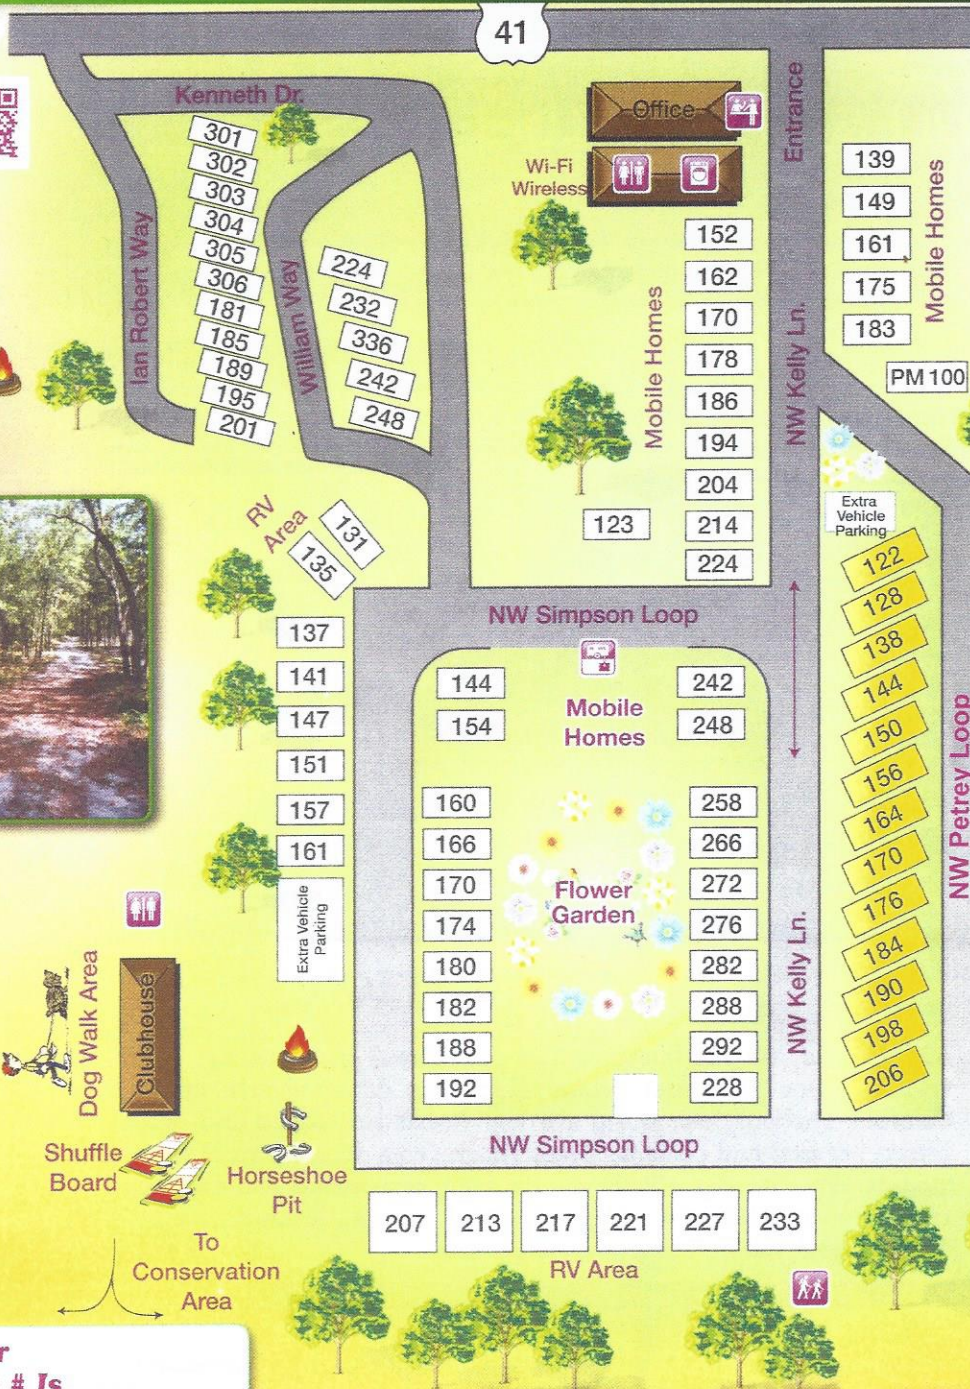 41
Kenneth Dr.
Ian Robert Way
William Way
301
302
303
304
305
306
181
185
189
195
201
224
232
336
242
248
Office
Wi-Fi
Wireless
Entrance
NW Kelly Ln.
Mobile Homes
152
162
170
178
186
194
204
214
224
123
139
149
161
175
183
Mobile Homes
PM 100
Extra
Vehicle
Parking
122
128
138
144
150
156
164
170
176
184
190
198
206
NW Petrey Loop
RV
Area
131
135
137
141
147
151
157
161
Extra Vehicle
Parking
NW Simpson Loop
144
154
Mobile
Homes
242
248
160
166
170
174
180
182
188
192
Flower
Garden
258
266
272
276
282
288
292
228
NW Kelly Ln.
NW Simpson Loop
Dog Walk Area
Clubhouse
Shuffle
Board
Horseshoe
Pit
To
Conservation
Area
207
213
217
221
227
233
RV Area
# Is